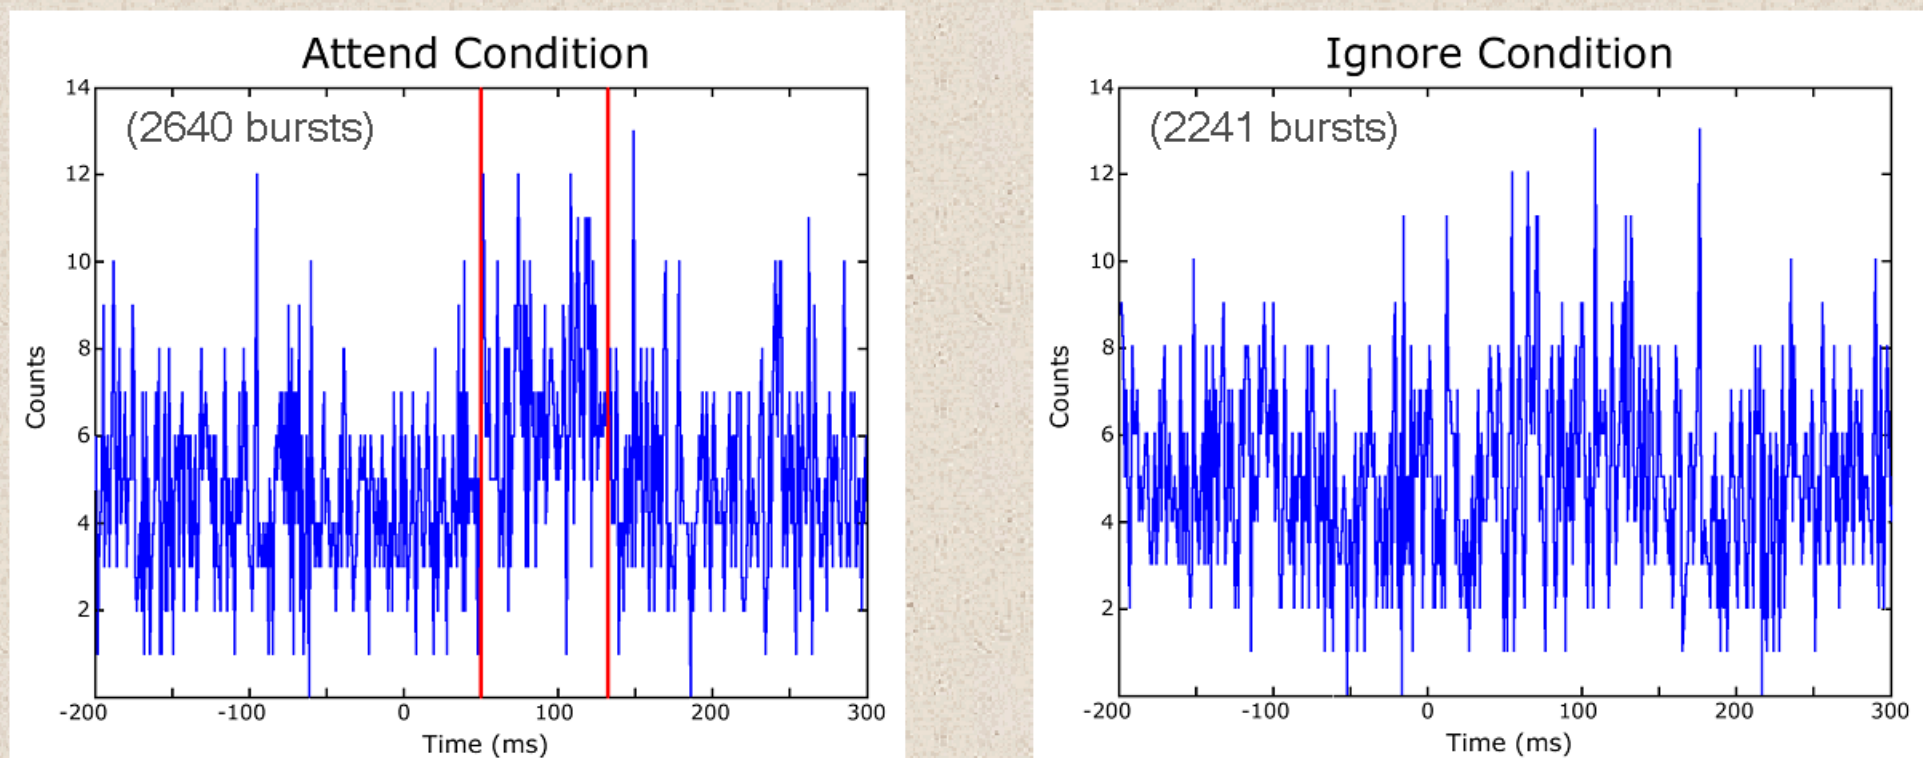 Attend Condition
(2640 bursts)
14
12
10
8
6
4
2
Counts
-200 -100 0 100 200 300
Time (ms)
Ignore Condition
(2241 bursts)
14
12
10
8
6
4
2
Counts
-200 -100 0 100 200 300
Time (ms)